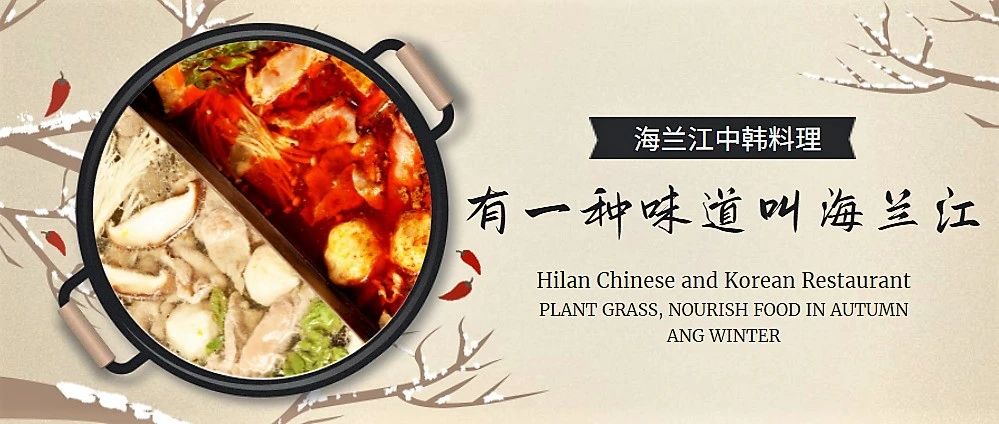 海兰江中韩料理
有一种味道叫海兰江
Hilan Chinese and Korean Restaurant
PLANT GRASS, NOURISH FOOD IN AUTUMN
ANG WINTER